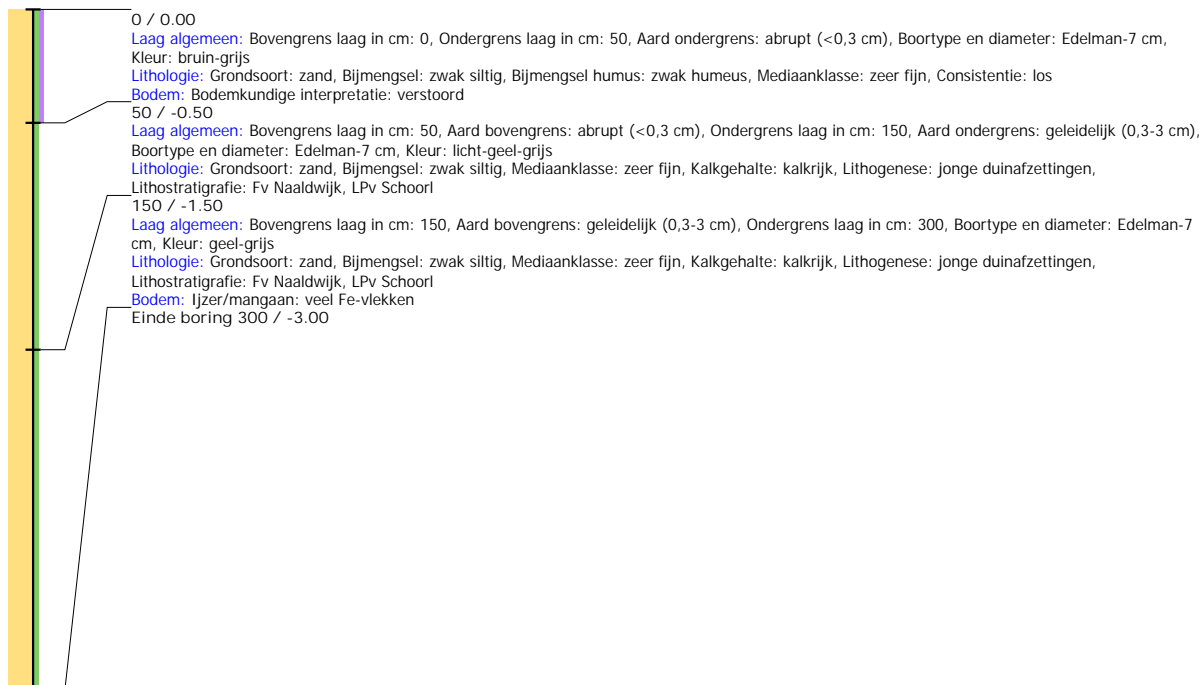 0 / 0.00
Laag algemeen: Bovengrens laag in cm: 0, Ondergrens laag in cm: 50, Aard ondergrens: abrupt (<0,3 cm), Boortype en diameter: Edelman-7 cm,
Kleur: bruin-grijs
Lithologie: Grondsoort: zand, Bijmengsel: zwak siltig, Bijmengsel humus: zwak humeus, Mediaanklasse: zeer fijn, Consistentie: los
Bodem: Bodemkundige interpretatie: verstoord
50 / -0.50
Laag algemeen: Bovengrens laag in cm: 50, Aard bovengrens: abrupt (<0,3 cm), Ondergrens laag in cm: 150, Aard ondergrens: geleidelijk (0,3-3 cm),
Boortype en diameter: Edelman-7 cm, Kleur: licht-geel-grijs
Lithologie: Grondsoort: zand, Bijmengsel: zwak siltig, Mediaanklasse: zeer fijn, Kalkgehalte: kalkrijk, Lithogenese: jonge duinafzettingen,
Lithostratigrafie: Fv Naaldwijk, LPv Schoorl
150 / -1.50
Laag algemeen: Bovengrens laag in cm: 150, Aard bovengrens: geleidelijk (0,3-3 cm), Ondergrens laag in cm: 300, Boortype en diameter: Edelman-7
cm, Kleur: geel-grijs
Lithologie: Grondsoort: zand, Bijmengsel: zwak siltig, Mediaanklasse: zeer fijn, Kalkgehalte: kalkrijk, Lithogenese: jonge duinafzettingen,
Lithostratigrafie: Fv Naaldwijk, LPv Schoorl
Bodem: Ijzer/mangaan: veel Fe-vlekken
Einde boring 300 / -3.00